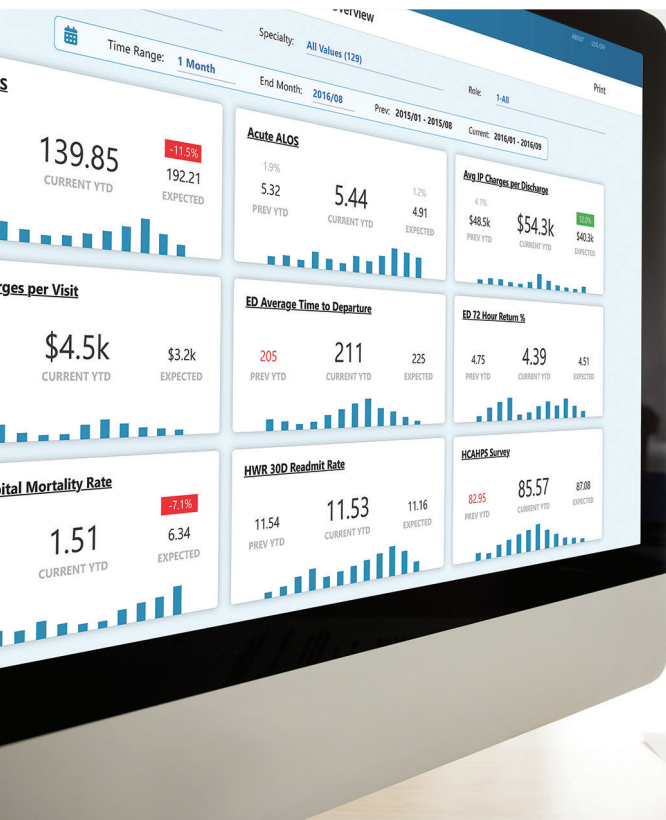 Overview
ABOUT LOG OFF
Specialty: All Values (129)
Role: 1-All
Print
Time Range: 1 Month
End Month: 2016/08
Prev: 2015/01 - 2015/08
Current: 2016/01 - 2016/09
S
139.85
CURRENT YTD
-11.5%
192.21
EXPECTED
Acute ALOS
1.9%
5.32
PREV YTD
5.44
CURRENT YTD
1.2%
4.91
EXPECTED
Avg IP Charges per Discharge
4.1%
$48.5k
PREV YTD
$54.3k
CURRENT YTD
12.0%
$40.3k
EXPECTED
rges per Visit
$4.5k
CURRENT YTD
$3.2k
EXPECTED
ED Average Time to Departure
205
PREV YTD
211
CURRENT YTD
225
EXPECTED
ED 72 Hour Return %
4.75
PREV YTD
4.39
CURRENT YTD
4.51
EXPECTED
pital Mortality Rate
1.51
CURRENT YTD
-7.1%
6.34
EXPECTED
HWR 30D Readmit Rate
11.54
PREV YTD
11.53
CURRENT YTD
11.16
EXPECTED
HCAHPS Survey
82.95
PREV YTD
85.57
CURRENT YTD
87.08
EXPECTED